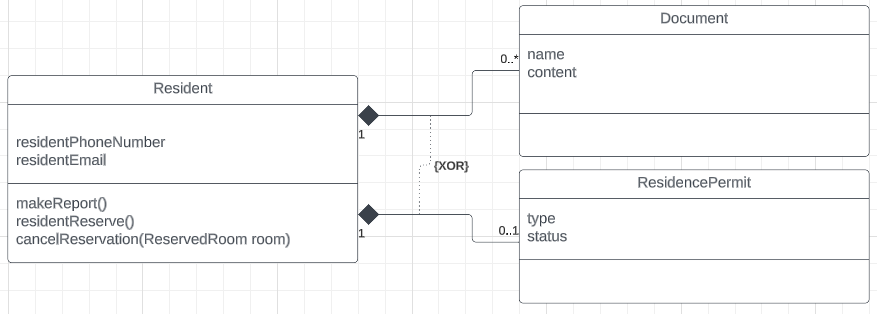 Document
name
content
0..*
Resident
residentPhoneNumber
residentEmail
1
{XOR}
makeReport()
residentReserve()
cancelReservation(ReservedRoom room)
1
ResidencePermit
type
status
0..1